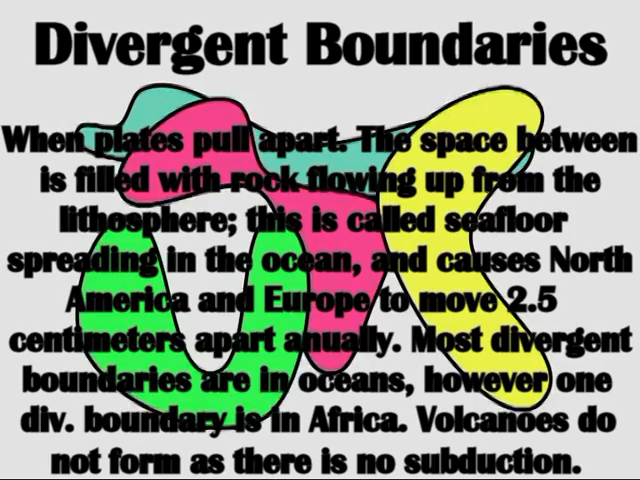 Divergent Boundaries
When plates pull apart. The space between
is filled with rock flowing up from the
lithosphere; this is called seafloor
spreading in the ocean, and causes North
America and Europe to move 2.5
centimeters apart anually. Most divergent
boundaries are in oceans, however one
div. boundary is in Africa. Volcanoes do
not form as there is no subduction.